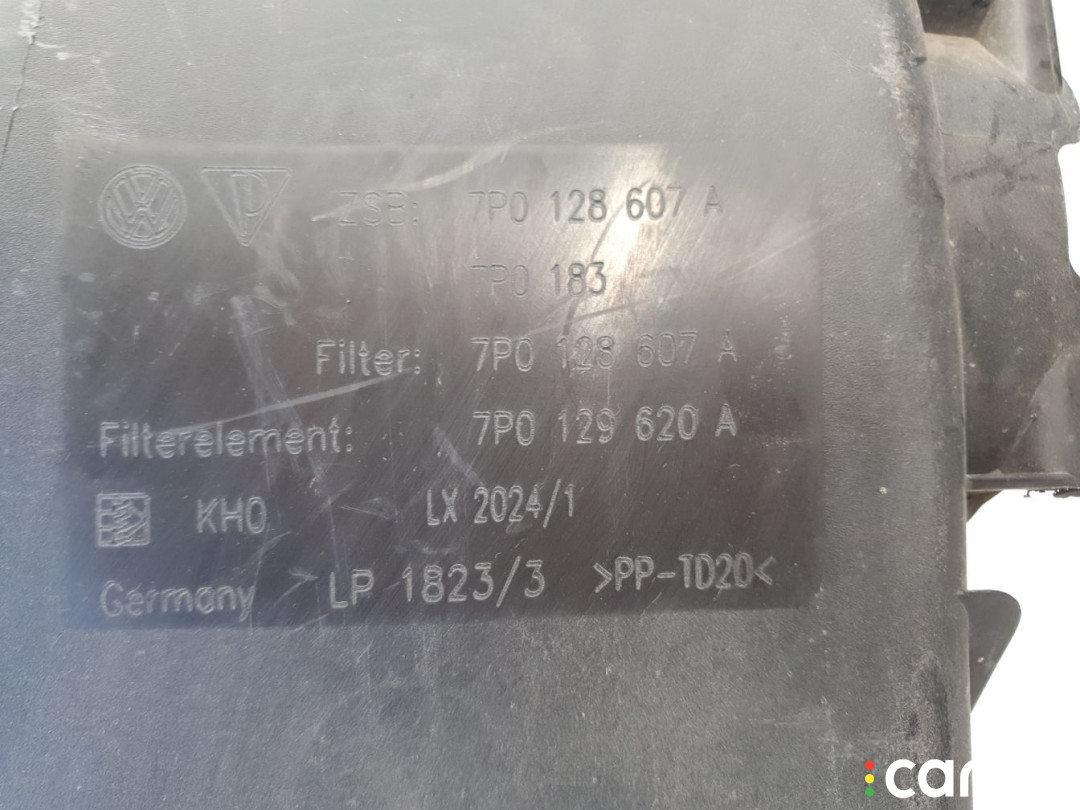 ZSB: 7P0 128 607 A
7P0 183
Filter: 7P0 128 607 A
Filterelement: 7P0 129 620 A
KHO LX 2024/1
Germany LP 1823/3 >PP-TD20<
car